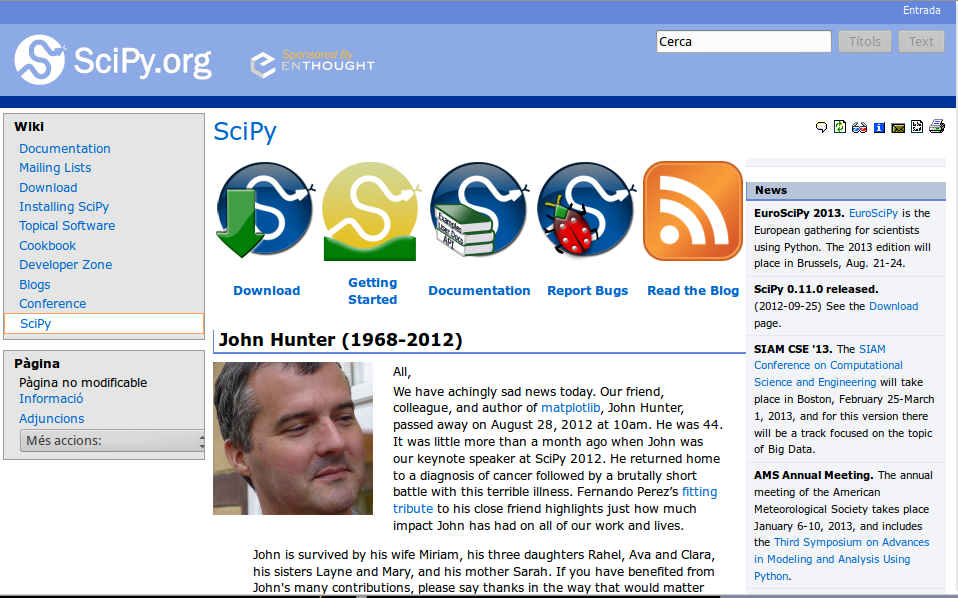 Entrada
SciPy.org
Sponsored By
ENTHOUGHT
Cerca
Títols
Text
Wiki
Documentation
Mailing Lists
Download
Installing SciPy
Topical Software
Cookbook
Developer Zone
Blogs
Conference
SciPy
Pàgina
Pàgina no modificable
Informació
Adjuncions
Més accions:
SciPy
Examples
User Docs
API
Download
Getting
Started
Documentation
Report Bugs
Read the Blog
John Hunter (1968-2012)
All,
We have achingly sad news today. Our friend,
colleague, and author of matplotlib, John Hunter,
passed away on August 28, 2012 at 10am. He was 44.
It was little more than a month ago when John was
our keynote speaker at SciPy 2012. He returned home
to a diagnosis of cancer followed by a brutally short
battle with this terrible illness. Fernando Perez's fitting
tribute to his close friend highlights just how much
impact John has had on all of our work and lives.
John is survived by his wife Miriam, his three daughters Rahel, Ava and Clara,
his sisters Layne and Mary, and his mother Sarah. If you have benefited from
John's many contributions, please say thanks in the way that would matter
News
EuroSciPy 2013. EuroSciPy is the
European gathering for scientists
using Python. The 2013 edition will
place in Brussels, Aug. 21-24.
SciPy 0.11.0 released.
(2012-09-25) See the Download
page.
SIAM CSE '13. The SIAM
Conference on Computational
Science and Engineering will take
place in Boston, February 25-March
1, 2013, and for this version there
will be a track focused on the topic
of Big Data.
AMS Annual Meeting. The annual
meeting of the American
Meteorological Society takes place
January 6-10, 2013, and includes
the Third Symposium on Advances
in Modeling and Analysis Using
Python.